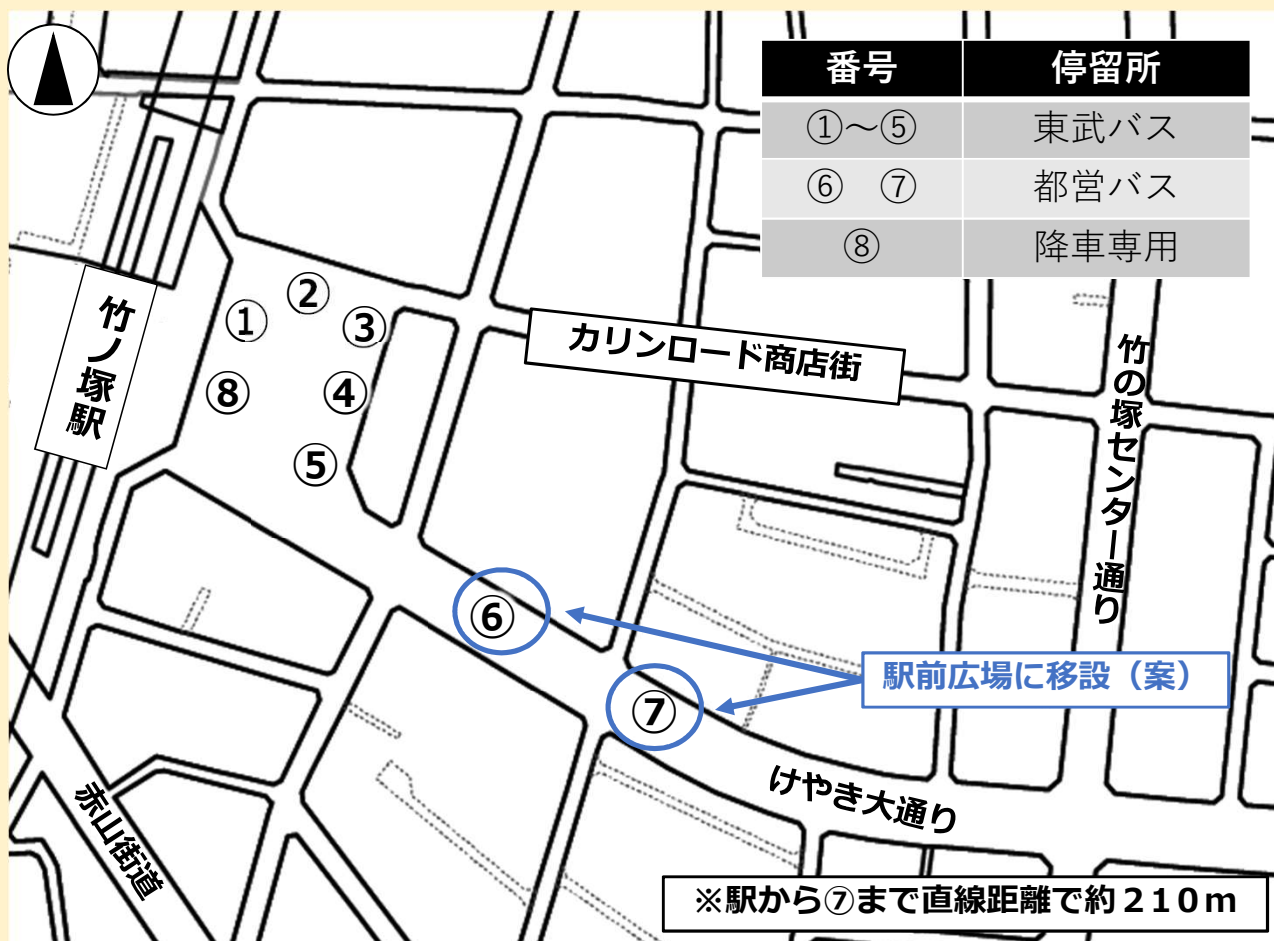 番号 停留所
①～⑤ 東武バス
⑥ ⑦ 都営バス
⑧ 降車専用
竹ノ塚駅
①
②
③
④
⑤
⑧
カリンロード商店街
竹の塚センター通り
⑥
⑦
駅前広場に移設（案）
けやき大通り
赤山街道
※駅から⑦まで直線距離で約２１０ｍ